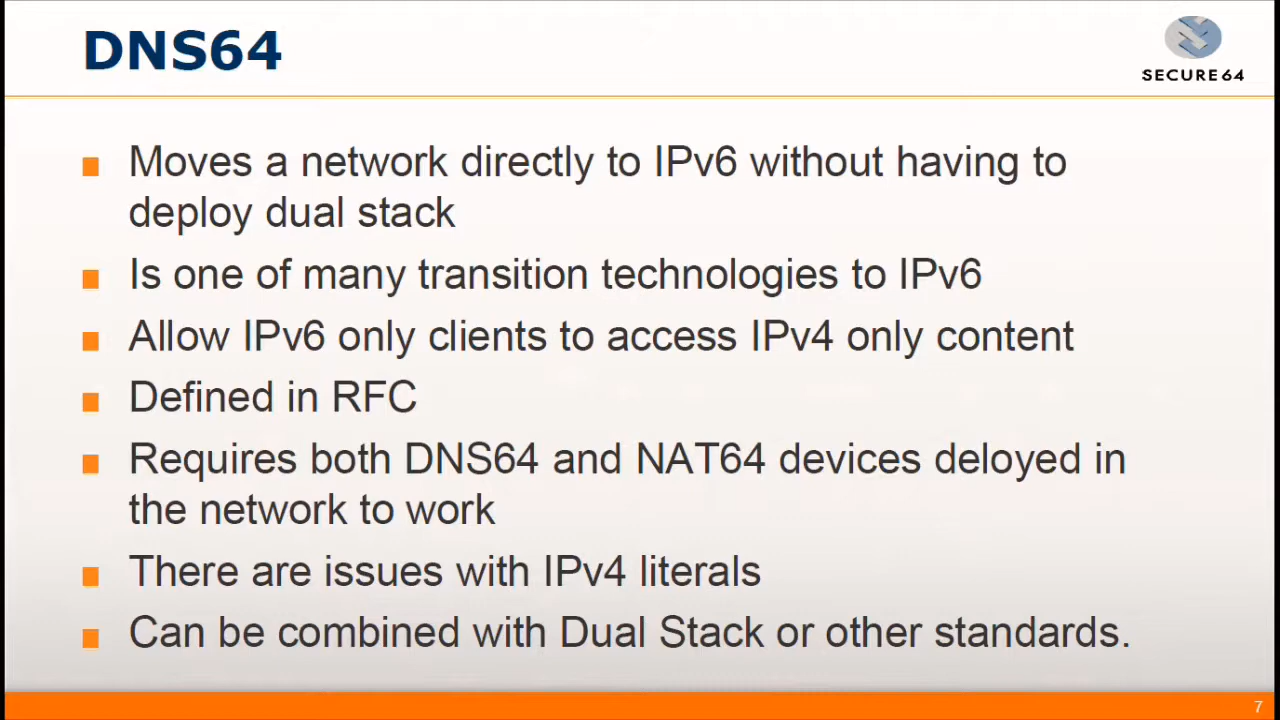 DNS64
SECURE64
Moves a network directly to IPv6 without having to
deploy dual stack
Is one of many transition technologies to IPv6
Allow IPv6 only clients to access IPv4 only content
Defined in RFC
Requires both DNS64 and NAT64 devices deloyed in
the network to work
There are issues with IPv4 literals
Can be combined with Dual Stack or other standards.
7